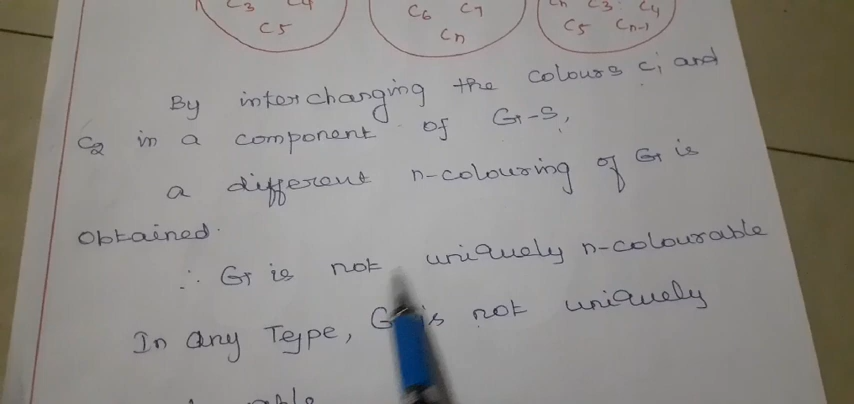 C3 C4
C5
C6 C7
Cn
C3 C4
C5 Cn-1
By interchanging the colours C1 and
C2 in a component of G-S,
a different n-colouring of G is
obtained.
∴ G is not uniquely n-colourable
In any Type, G is not uniquely